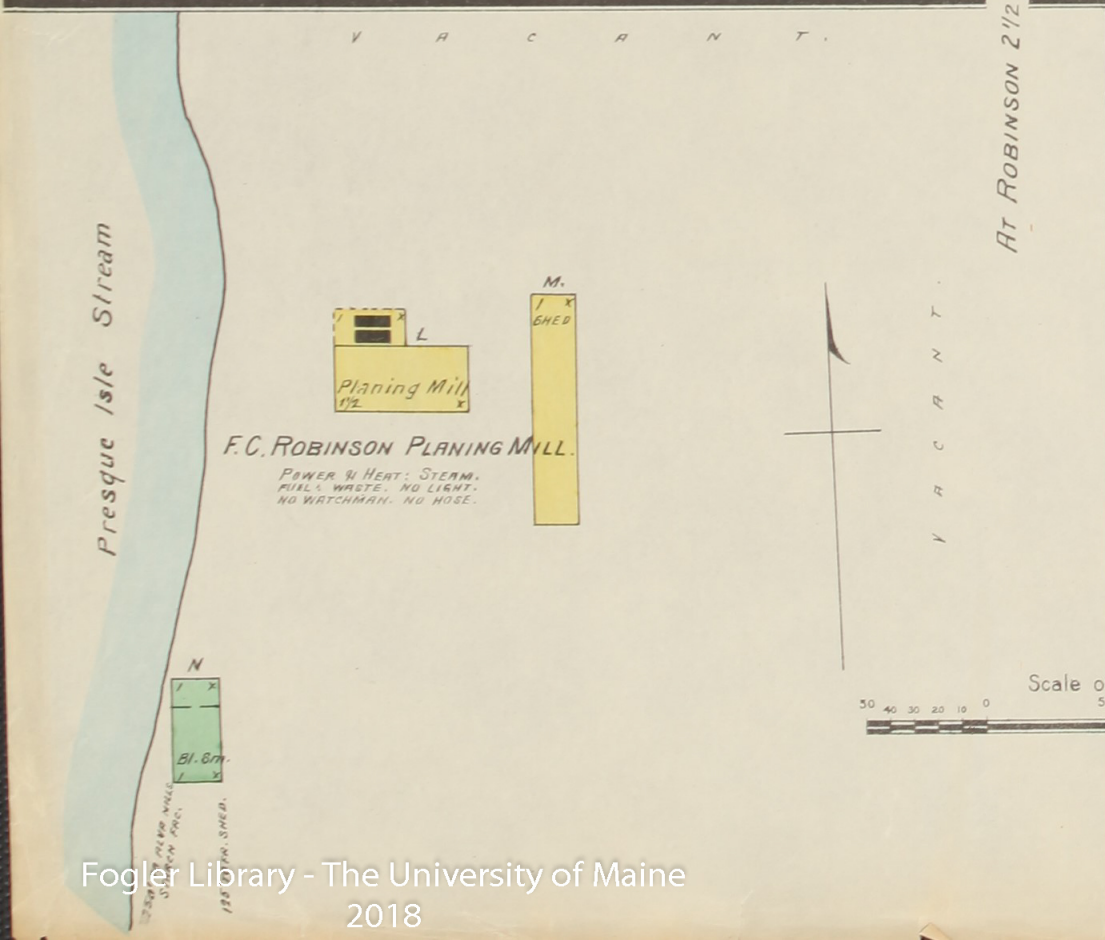 V A C A N T.
AT ROBINSON 2 1/2
Presque Isle Stream
M.
1 X
SHED
1 X
L
Planing Mill
1½ X
F.C. ROBINSON PLANING MILL.
POWER & HEAT: STEAM.
FUEL: WASTE. NO LIGHT.
NO WATCHMAN. NO HOSE.
V A C A N T.
N
1 X
Bl. Sm.
1 X
Scale o
50 40 30 20 10 0 5
SHED.
Fogler Library - The University of Maine
2018